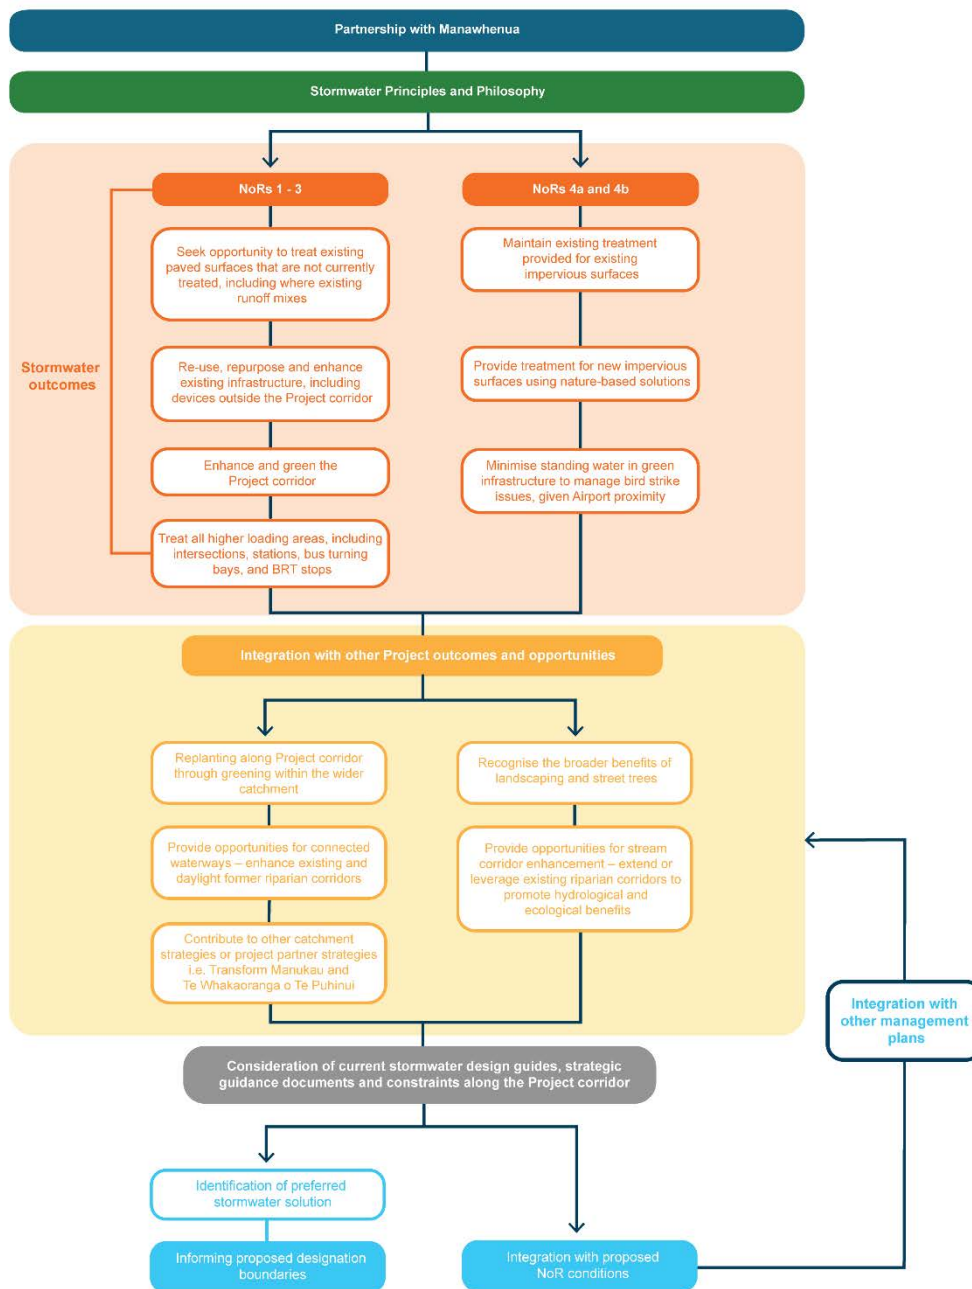 Partnership with Manawhenua
Stormwater Principles and Philosophy
NoRs 1 - 3
NoRs 4a and 4b
Stormwater
outcomes
Seek opportunity to treat existing
paved surfaces that are not currently
treated, including where existing
runoff mixes
Re-use, repurpose and enhance
existing infrastructure, including
devices outside the Project corridor
Enhance and green the
Project corridor
Treat all higher loading areas, including
intersections, stations, bus turning
bays, and BRT stops
Maintain existing treatment
provided for existing
impervious surfaces
Provide treatment for new impervious
surfaces using nature-based solutions
Minimise standing water in green
infrastructure to manage bird strike
issues, given Airport proximity
Integration with other Project outcomes and opportunities
Replanting along Project corridor
through greening within the wider
catchment
Provide opportunities for connected
waterways – enhance existing and
daylight former riparian corridors
Contribute to other catchment
strategies or project partner strategies
i.e. Transform Manukau and
Te Whakaoranga o Te Puhinui
Recognise the broader benefits of
landscaping and street trees
Provide opportunities for stream
corridor enhancement – extend or
leverage existing riparian corridors to
promote hydrological and
ecological benefits
Integration with
other management
plans
Consideration of current stormwater design guides, strategic
guidance documents and constraints along the Project corridor
Identification of preferred
stormwater solution
Informing proposed designation
boundaries
Integration with proposed
NoR conditions